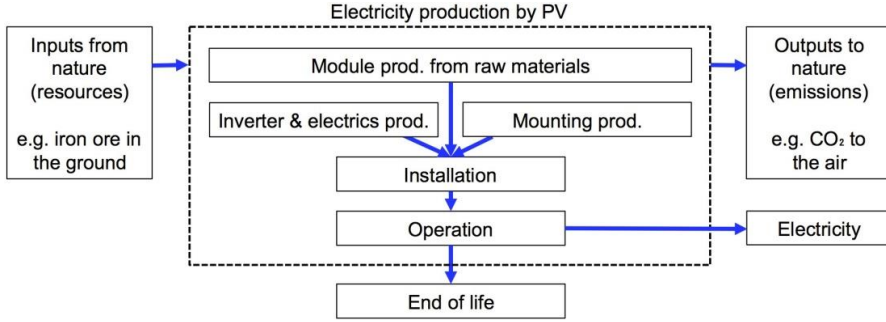 Electricity production by PV
Inputs from
nature
(resources)
e.g. iron ore in
the ground
Module prod. from raw materials
Inverter & electrics prod.
Mounting prod.
Installation
Operation
End of life
Outputs to
nature
(emissions)
e.g. CO₂ to
the air
Electricity